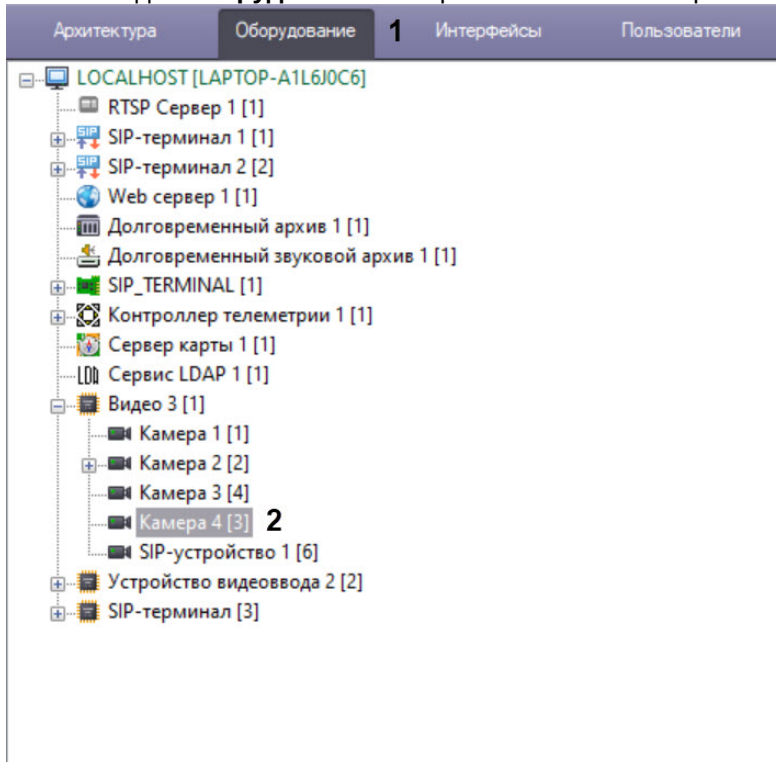 Архитектура Оборудование 1 Интерфейсы Пользователи
LOCALHOST [LAPTOP-A1L6J0C6]
RTSP Сервер 1 [1]
SIP-терминал 1 [1]
SIP-терминал 2 [2]
Web сервер 1 [1]
Долговременный архив 1 [1]
Долговременный звуковой архив 1 [1]
SIP_TERMINAL [1]
Контроллер телеметрии 1 [1]
Сервер карты 1 [1]
Сервис LDAP 1 [1]
Видео 3 [1]
Камера 1 [1]
Камера 2 [2]
Камера 3 [4]
Камера 4 [3] 2
SIP-устройство 1 [6]
Устройство видеоввода 2 [2]
SIP-терминал [3]